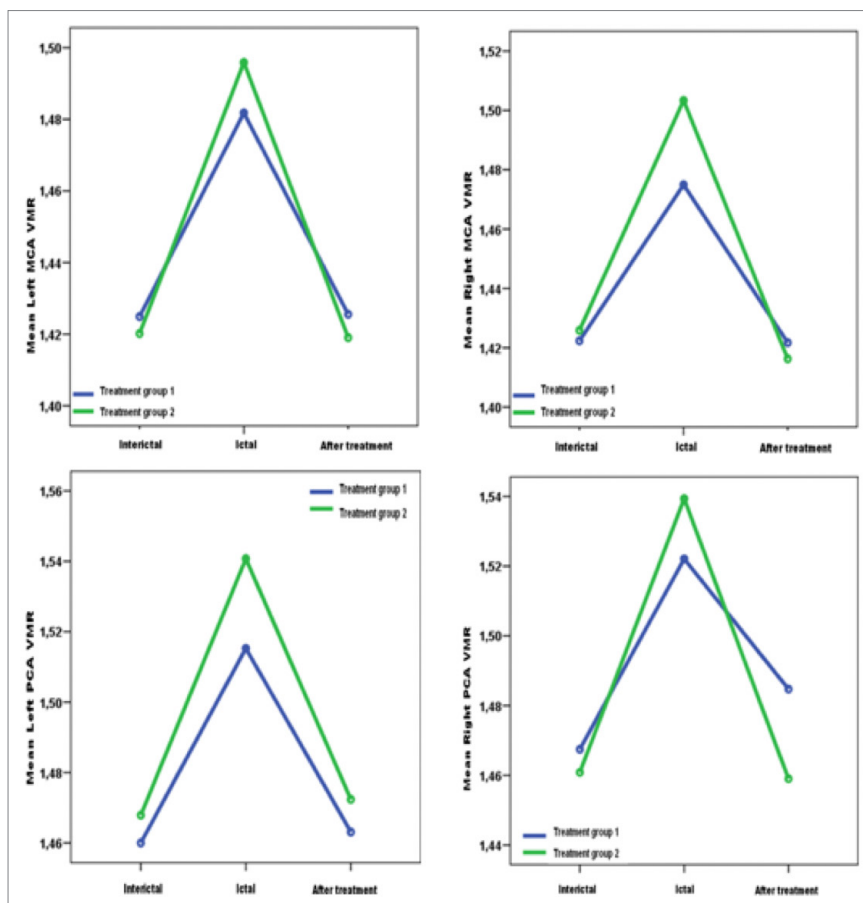 Mean Left MCA VMR
1,50
1,48
1,46
1,44
1,42
1,40
Treatment group 1
Treatment group 2
Interictal Ictal After treatment
Mean Right MCA VMR
1,52
1,50
1,48
1,46
1,44
1,42
1,40
Treatment group 1
Treatment group 2
Interictal Ictal After treatment
Mean Left PCA VMR
1,56
1,54
1,52
1,50
1,48
1,46
Treatment group 1
Treatment group 2
Interictal Ictal After treatment
Mean Right PCA VMR
1,54
1,52
1,50
1,48
1,46
1,44
Treatment group 1
Treatment group 2
Interictal Ictal After treatment